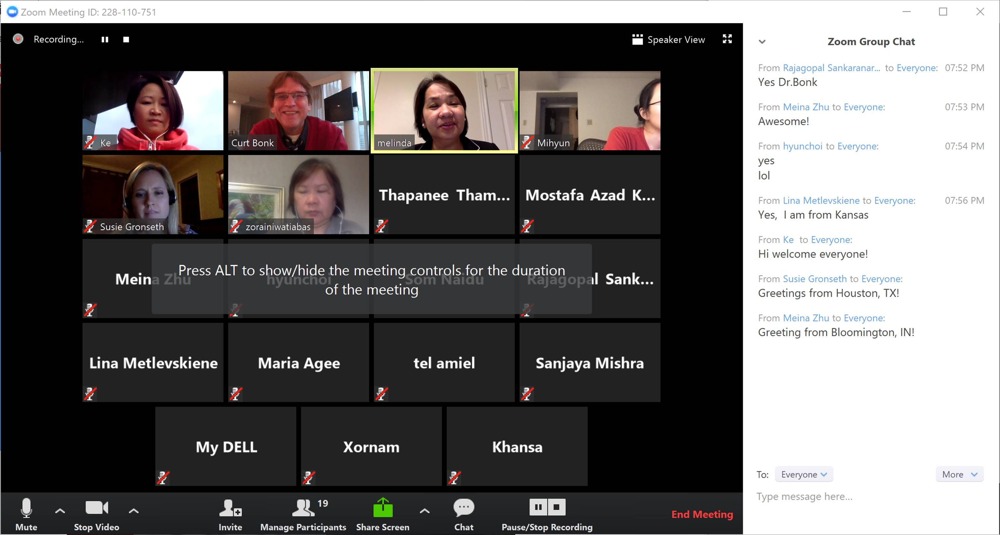 Zoom Meeting ID: 228-110-751
Recording...
Speaker View
Ke
Curt Bonk
melinda
Mihyun
Susie Gronseth
zorainiwatiabas
Thapanee Tham...
Mostafa Azad K...
Meina Zhu
hyunchoi
Som Naidu
Rajagopal Sank...
Press ALT to show/hide the meeting controls for the duration
of the meeting
Lina Metlevskiene
Maria Agee
tel amiel
Sanjaya Mishra
My DELL
Xornam
Khansa
Mute
Stop Video
Invite
19
Manage Participants
Share Screen
Chat
Pause/Stop Recording
End Meeting
Zoom Group Chat
From Rajagopal Sankaranar... to Everyone: 07:52 PM
Yes Dr.Bonk
From Meina Zhu to Everyone: 07:53 PM
Awesome!
From hyunchoi to Everyone: 07:54 PM
yes
lol
From Lina Metlevskiene to Everyone: 07:56 PM
Yes, I am from Kansas
From Ke to Everyone:
Hi welcome everyone!
From Susie Gronseth to Everyone:
Greetings from Houston, TX!
From Meina Zhu to Everyone:
Greeting from Bloomington, IN!
To: Everyone More
Type message here...